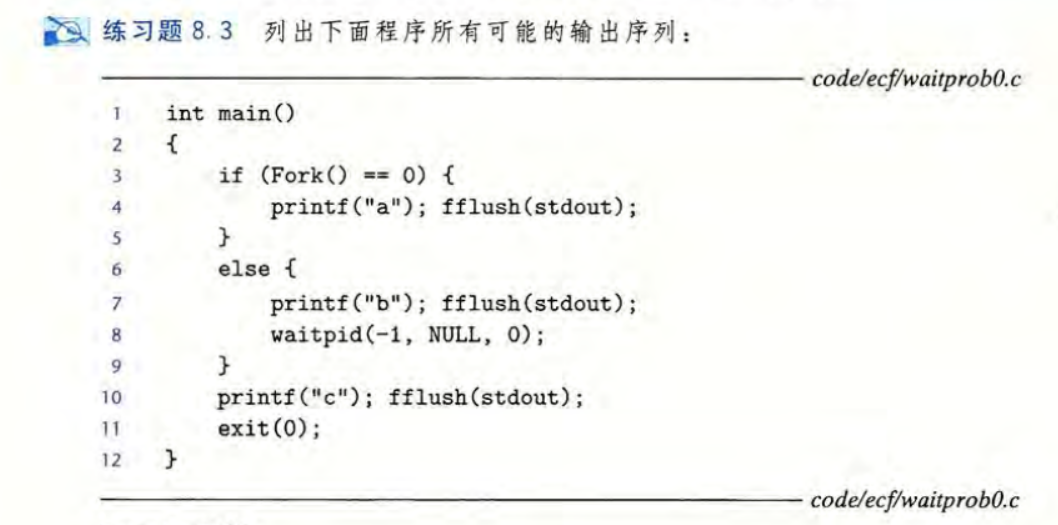 练习题 8.3 列出下面程序所有可能的输出序列：
code/ecf/waitprob0.c
1 int main()
2 {
3 if (Fork() == 0) {
4 printf("a"); fflush(stdout);
5 }
6 else {
7 printf("b"); fflush(stdout);
8 waitpid(-1, NULL, 0);
9 }
10 printf("c"); fflush(stdout);
11 exit(0);
12 }
code/ecf/waitprob0.c